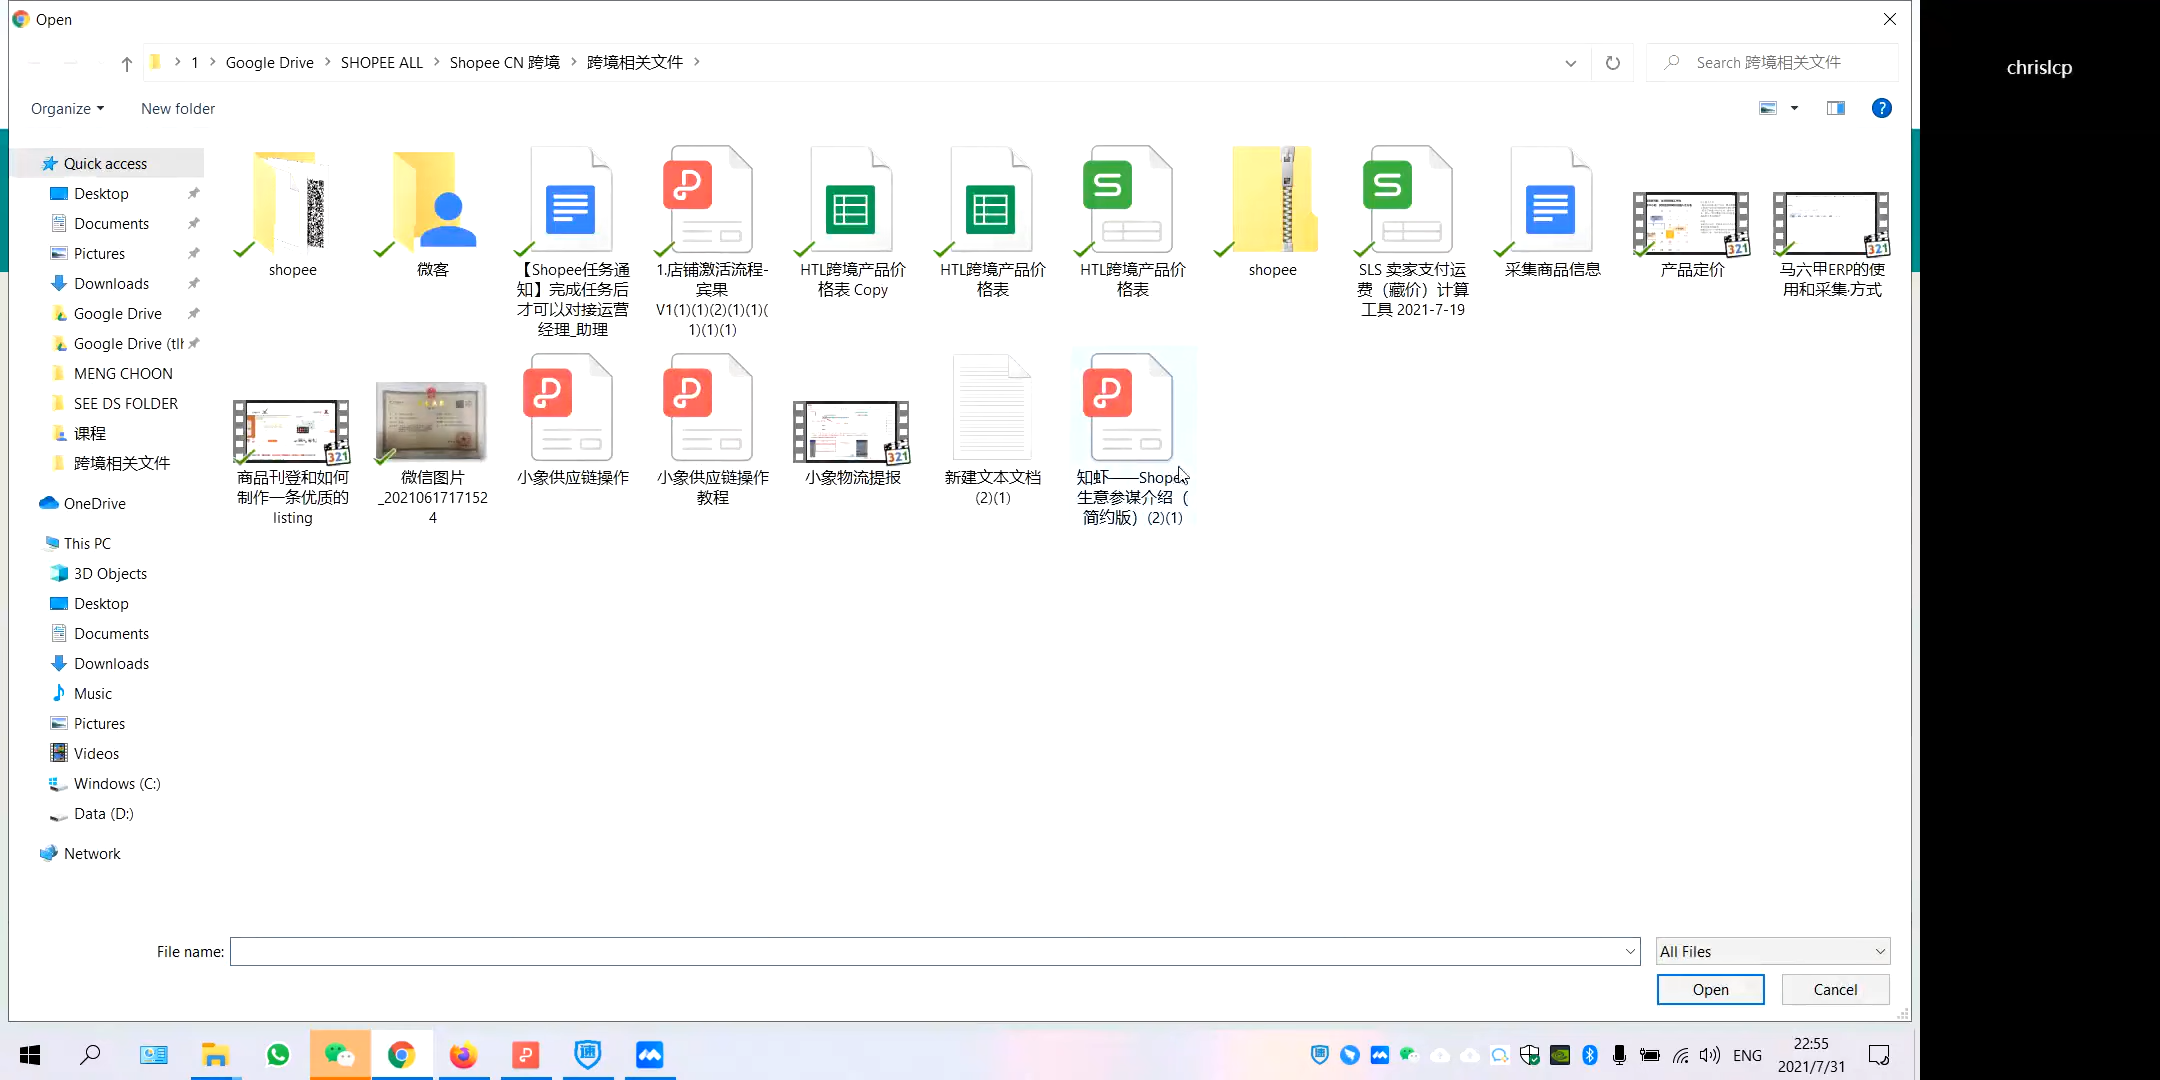 Open
1 Google Drive SHOPEE ALL Shopee CN 跨境 跨境相关文件
Search 跨境相关文件
chrislcp
Organize
New folder
Quick access
Desktop
Documents
Pictures
Downloads
Google Drive
Google Drive (tlh
MENG CHOON
SEE DS FOLDER
课程
跨境相关文件
OneDrive
This PC
3D Objects
Desktop
Documents
Downloads
Music
Pictures
Videos
Windows (C:)
Data (D:)
Network
shopee
微客
【Shopee任务通
知】完成任务后
才可以对接运营
经理_助理
1.店铺激活流程-
宾果
V1(1)(1)(2)(1)(1)(
1)(1)(1)
HTL跨境产品价
格表 Copy
HTL跨境产品价
格表
HTL跨境产品价
格表
shopee
SLS 卖家支付运
费（藏价）计算
工具 2021-7-19
采集商品信息
产品定价
马六甲ERP的使
用和采集·方式
商品刊登和如何
制作一条优质的
listing
微信图片
_2021061717152
4
小象供应链操作
小象供应链操作
教程
小象物流提报
新建文本文档
(2)(1)
知虾——Shope
生意参谋介绍（
简约版）(2)(1)
File name:
All Files
Open
Cancel
ENG
22:55
2021/7/31